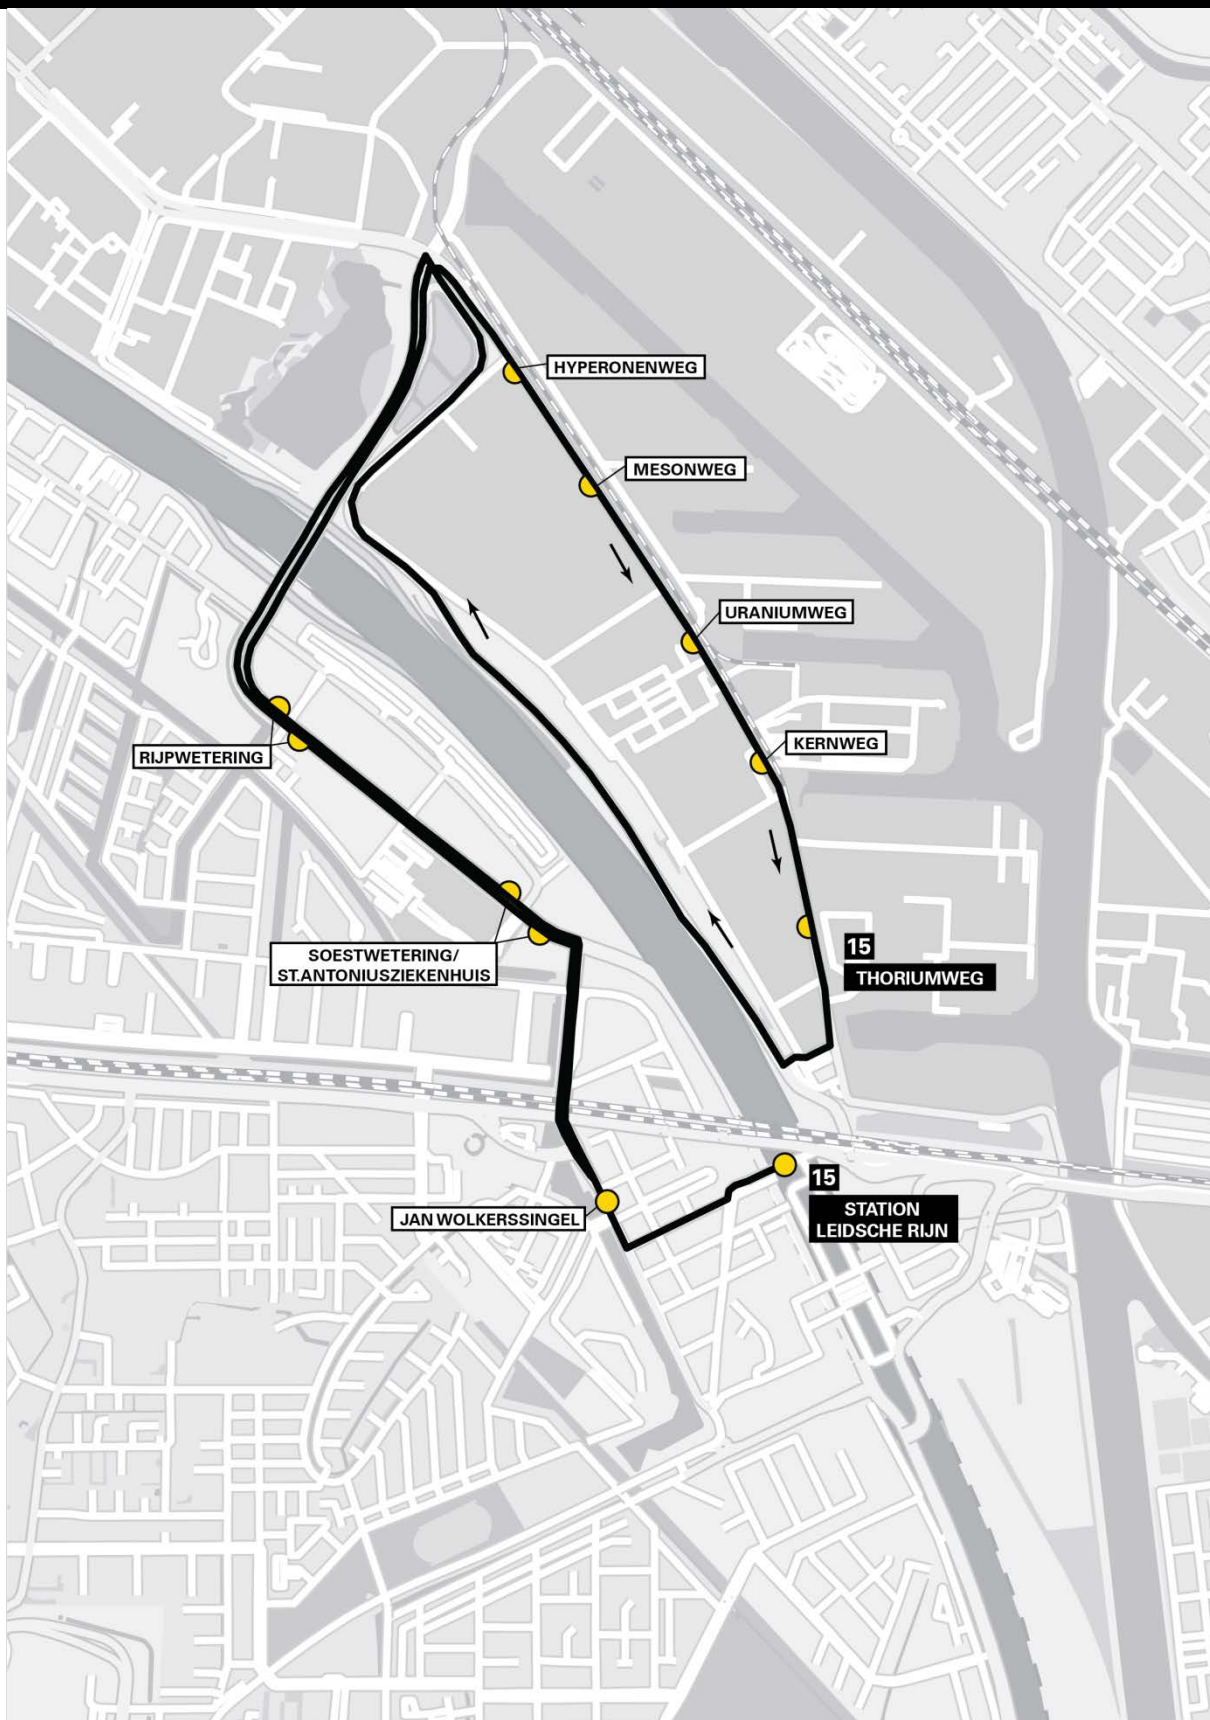 HYPERONENWEG
MESONWEG
URANIUMWEG
KERNWEG
RIJPWETERING
15
THORIUMWEG
SOESTWETERING/
ST.ANTONIUSZIEKENHUIS
15
STATION
LEIDSCHE RIJN
JAN WOLKERSSINGEL